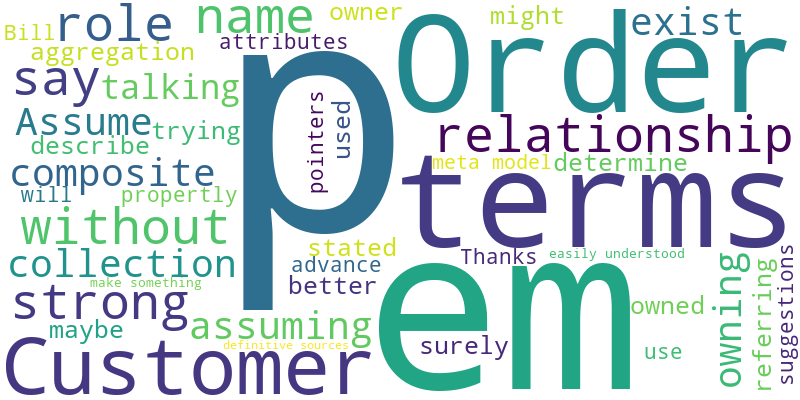 Bill
role
name
owner
might
exist
aggregation
attributes
Order
say
talking
p
pointers
used
Assume
trying
relationship
describe
meta model
determine
composite
terms
will
propertly
without
stated
Thanks
easily understood
collection
advance
em
owning
referring
suggestions
make something
better
strong
owned
maybe
assuming
surely
use
definitive sources
Customer